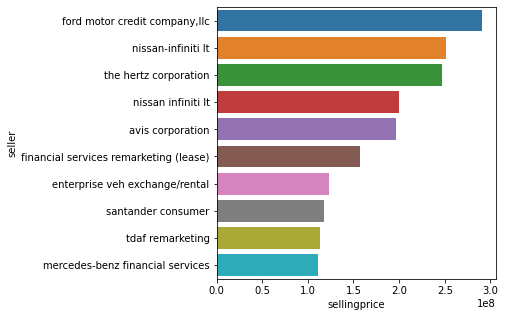 ford motor credit company,llc
nissan-infiniti lt
the hertz corporation
nissan infiniti lt
avis corporation
financial services remarketing (lease)
enterprise veh exchange/rental
santander consumer
tdaf remarketing
mercedes-benz financial services
seller
0.0 0.5 1.0 1.5 2.0 2.5 3.0
1e8
sellingprice